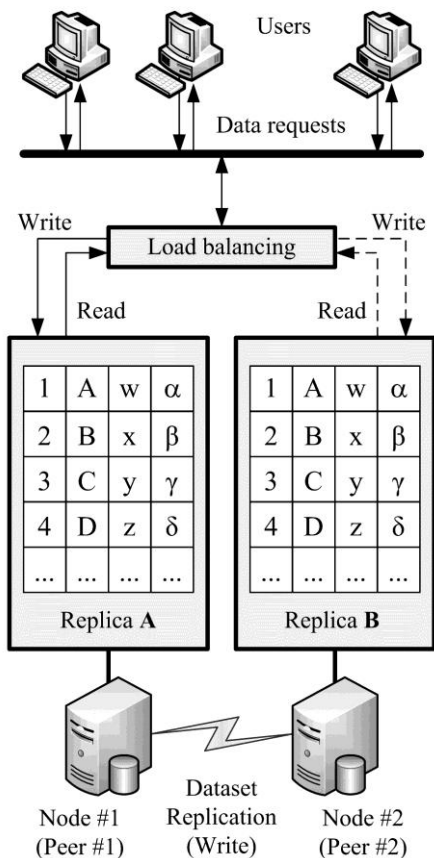 Users
Data requests
Write
Write
Load balancing
Read
Read
1 A w α
2 B x β
3 C y γ
4 D z δ
... ... ... ...
Replica A
1 A w α
2 B x β
3 C y γ
4 D z δ
... ... ... ...
Replica B
Node #1
(Peer #1)
Dataset
Replication
(Write)
Node #2
(Peer #2)